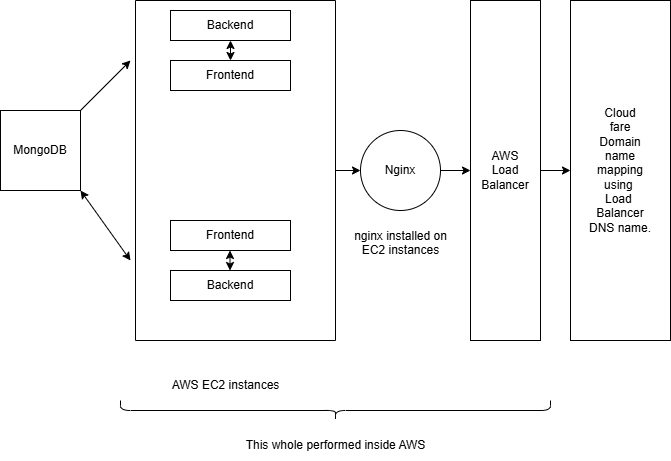 Backend
Frontend
MongoDB
Frontend
Backend
Nginx
nginx installed on
EC2 instances
AWS
Load
Balancer
Cloud
fare
Domain
name
mapping
using
Load
Balancer
DNS name.
AWS EC2 instances
This whole performed inside AWS